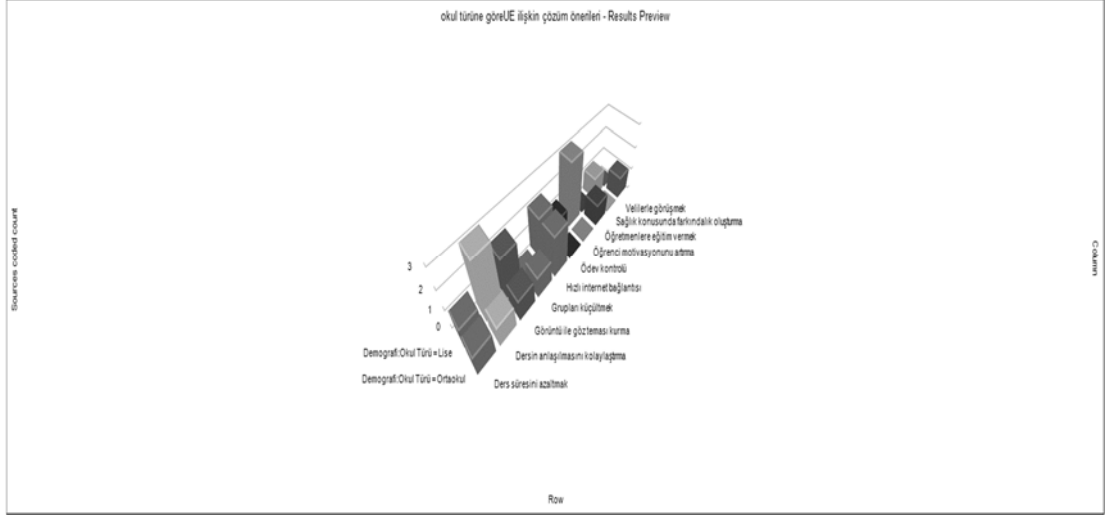 okul türüne göreUE ilişkin çözüm önerileri - Results Preview
Sources coded count
Column
3
2
1
0
Velilerle görüşmek
Sağlık konusunda farkındalık oluşturma
Öğretmenlere eğitim vermek
Öğrenci motivasyonunu artırma
Ödev kontrolü
Hızlı internet bağlantısı
Grupları küçültmek
Görüntü ile göz teması kurma
Dersin anlaşılmasını kolaylaştırma
Ders süresini azaltmak
Demografi:Okul Türü = Lise
Demografi:Okul Türü = Ortaokul
Row